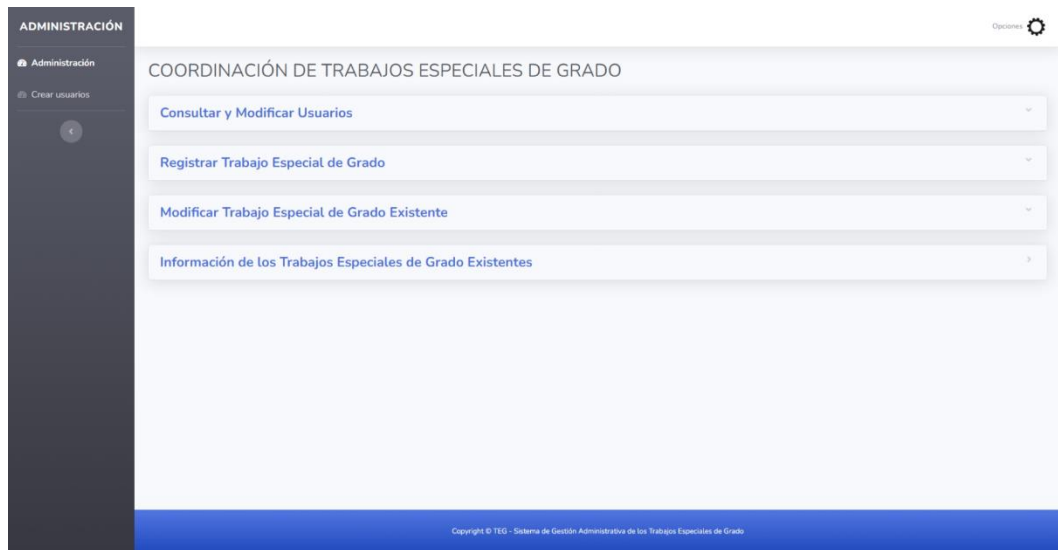 ADMINISTRACIÓN
Opciones
Administración
Crear usuarios
COORDINACIÓN DE TRABAJOS ESPECIALES DE GRADO
Consultar y Modificar Usuarios
Registrar Trabajo Especial de Grado
Modificar Trabajo Especial de Grado Existente
Información de los Trabajos Especiales de Grado Existentes
Copyright © TEG - Sistema de Gestión Administrativa de los Trabajos Especiales de Grado